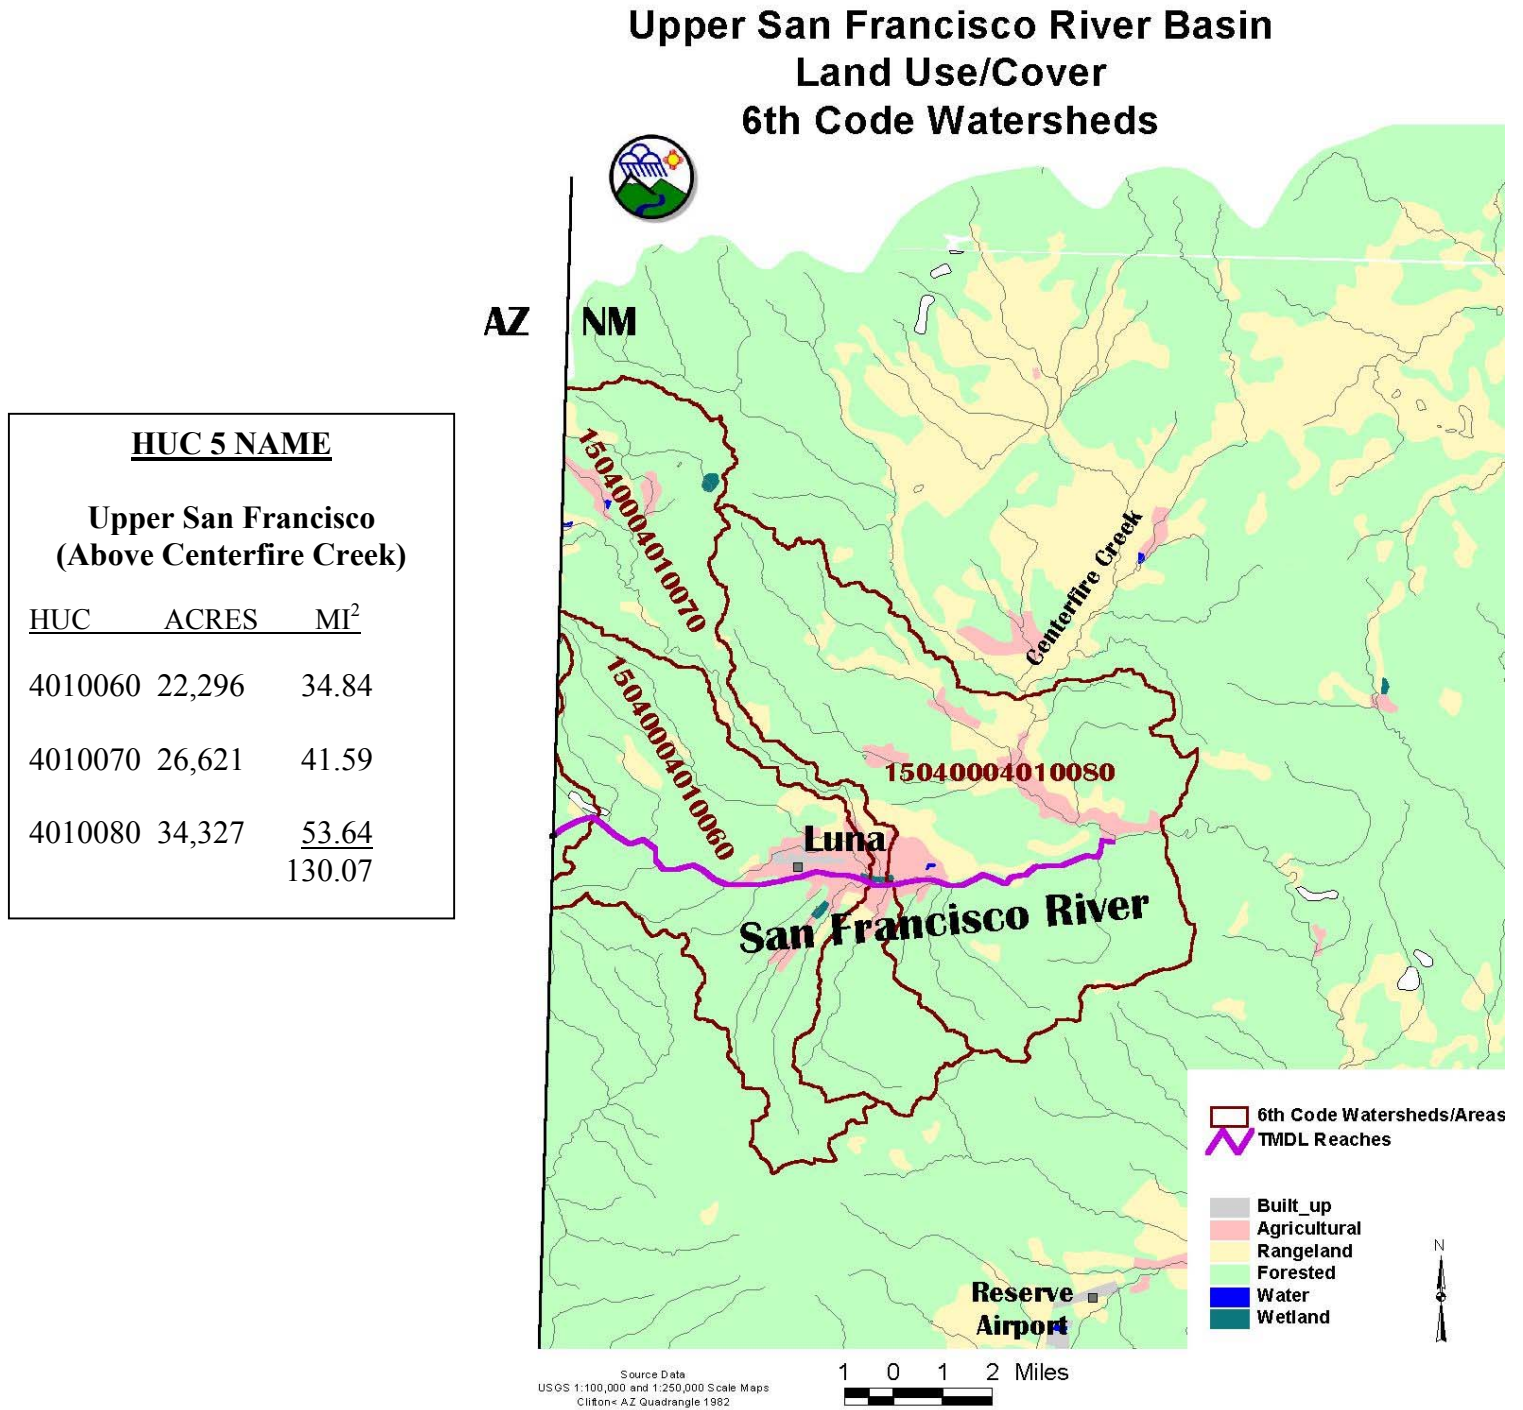 Upper San Francisco River Basin
Land Use/Cover
6th Code Watersheds
AZ NM
HUC 5 NAME
Upper San Francisco
(Above Centerfire Creek)
HUC ACRES MI²
4010060 22,296 34.84
4010070 26,621 41.59
4010080 34,327 53.64
130.07
15040004010070
Centerfire Creek
15040004010060
15040004010080
Luna
San Francisco River
6th Code Watersheds/Areas
TMDL Reaches
Built_up
Agricultural
Rangeland
Forested
Water
Wetland
N
Reserve
Airport
Source Data
USGS 1:100,000 and 1:250,000 Scale Maps
Clifton< AZ Quadrangle 1982
1 0 1 2 Miles